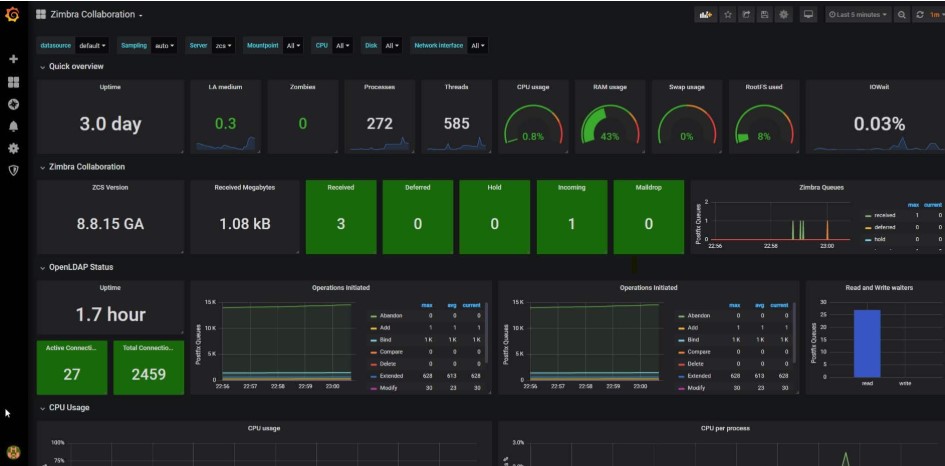 Zimbra Collaboration
Last 5 minutes
1m
datasource default Sampling auto Server zcs Mountpoint All CPU All Disk All Network interface All
Quick overview
Uptime
3.0 day
LA medium
0.3
Zombies
0
Processes
272
Threads
585
CPU usage
0.8%
RAM usage
43%
Swap usage
0%
RootFS used
8%
IOWait
0.03%
Zimbra Collaboration
ZCS Version
8.8.15 GA
Received Megabytes
1.08 kB
Received
3
Deferred
0
Hold
0
Incoming
1
Maildrop
0
Zimbra Queues
Postfix Queues
2
1
0
22:56 22:58 23:00
max current
received 1 0
deferred 0 0
hold 0 0
OpenLDAP Status
Uptime
1.7 hour
Active Connecti...
27
Total Connectio...
2459
Operations Initiated
Postfix Queues
15 K
10 K
5 K
0
22:56 22:57 22:58 22:59 23:00
max avg current
Abandon 0 0 0
Add 1 1 1
Bind 1 K 1 K 1 K
Compare 0 0 0
Delete 0 0 0
Extended 628 613 628
Modify 30 23 30
Operations Initiated
Postfix Queues
15 K
10 K
5 K
0
22:56 22:57 22:58 22:59 23:00
max avg current
Abandon 0 0 0
Add 1 1 1
Bind 1 K 1 K 1 K
Compare 0 0 0
Delete 0 0 0
Extended 628 613 628
Modify 30 23 30
Read and Write waiters
Postfix Queues
30
25
20
15
10
5
0
read write
CPU Usage
CPU usage
100%
75%
CPU per process
3.0%